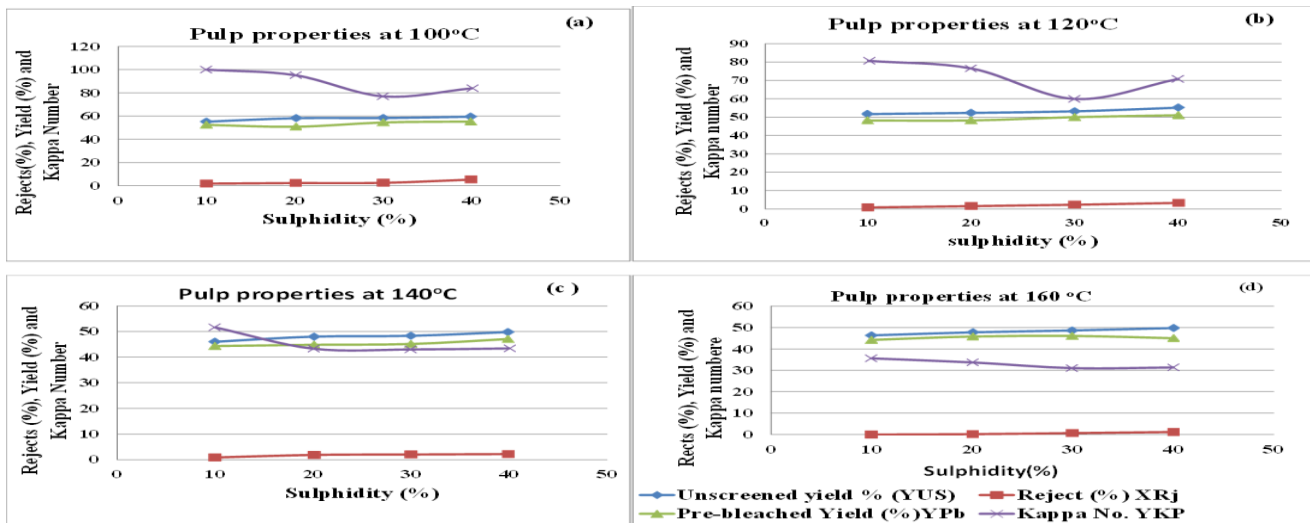 (a)
Pulp properties at 100°C
Rejects(%), Yield (%) and
Kappa Number
120
100
80
60
40
20
0
0 10 20 30 40 50
Sulphidity (%)
(b)
Pulp properties at 120°C
Rejects (%), Yield (%) and
Kappa number
90
80
70
60
50
40
30
20
10
0
0 10 20 30 40 50
sulphidity (%)
(c )
Pulp properties at 140°C
Rejects (%), Yield (%) and
Kappa Number
60
50
40
30
20
10
0
0 10 20 30 40 50
Sulphidity (%)
(d)
Pulp properties at 160 °C
Rects (%), Yield (%) and
Kappa numbere
60
50
40
30
20
10
0
0 10 20 30 40 50
Sulphidity(%)
Unscreened yield % (YUS) Reject (%) XRj
Pre-bleached Yield (%)YPb Kappa No. YKP